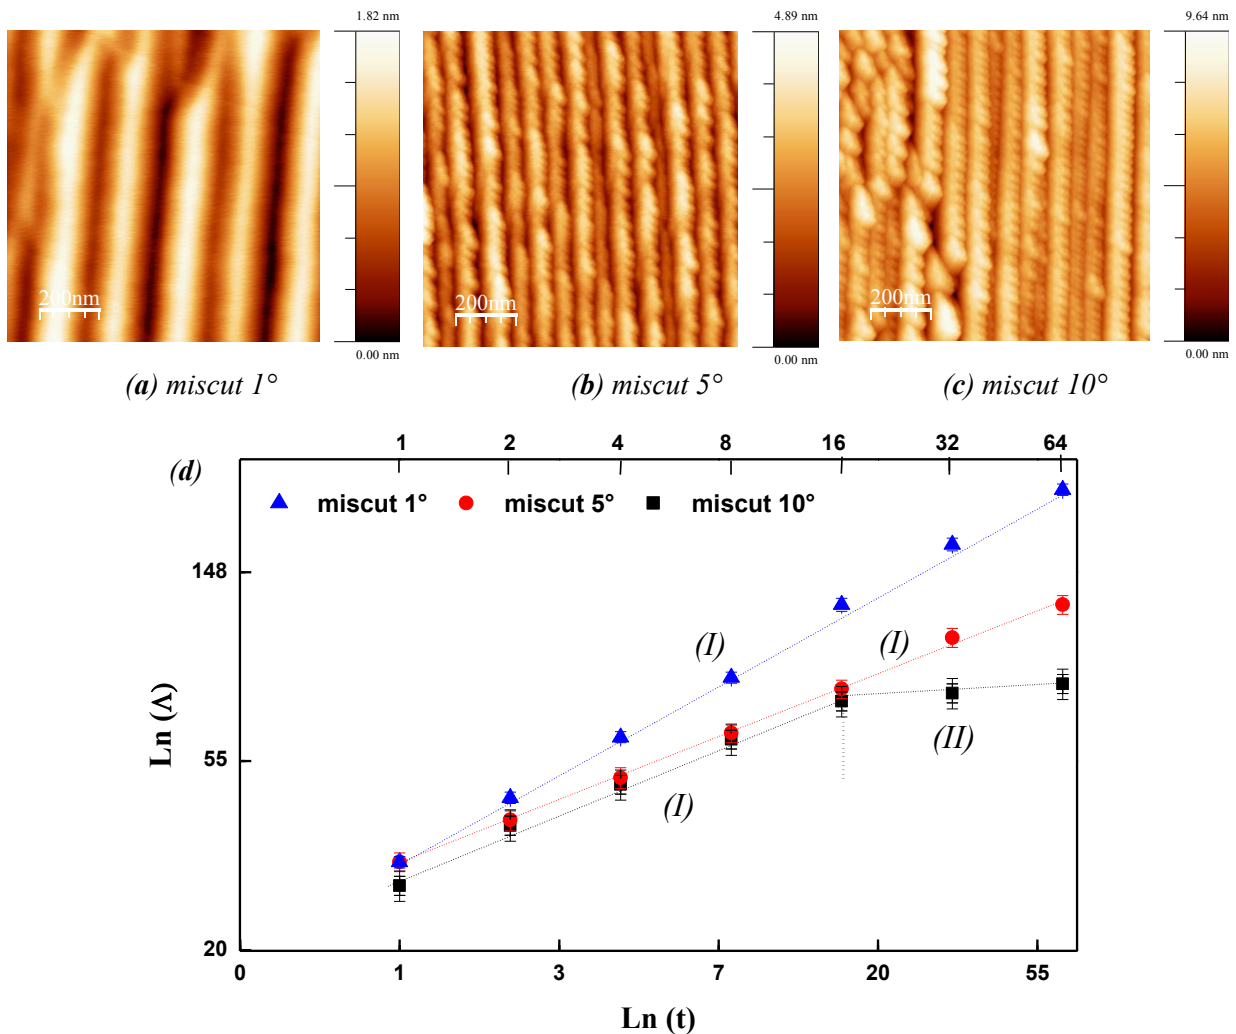 1.82 nm
4.89 nm
9.64 nm
200nm
200nm
200nm
0.00 nm
0.00 nm
0.00 nm
(a) miscut 1°
(b) miscut 5°
(c) miscut 10°
(d)
1 2 4 8 16 32 64
miscut 1° miscut 5° miscut 10°
148
(I)
(I)
Ln (Λ)
(II)
55
(I)
20
0 1 3 7 20 55
Ln (t)